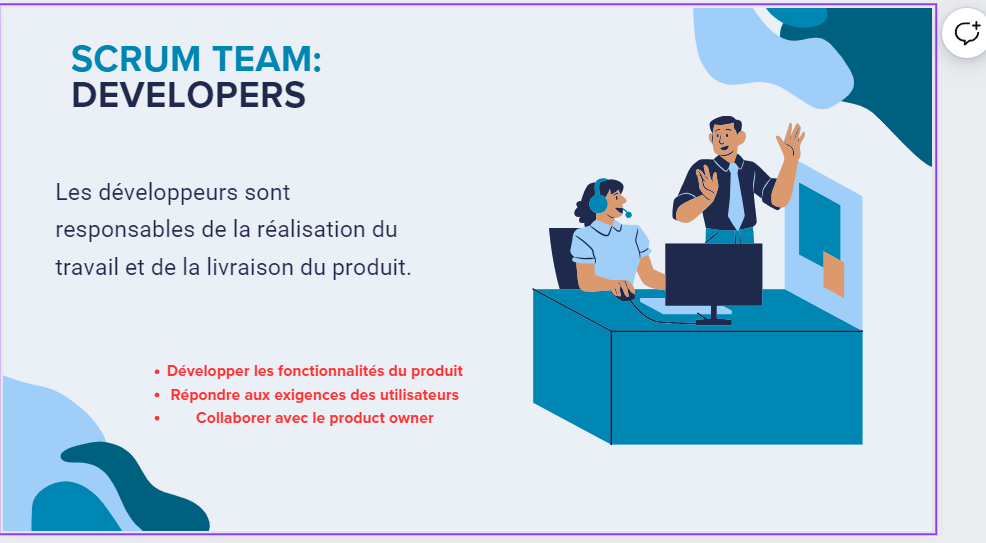 SCRUM TEAM:
DEVELOPERS
Les développeurs sont
responsables de la réalisation du
travail et de la livraison du produit.
• Développer les fonctionnalités du produit
• Répondre aux exigences des utilisateurs
• Collaborer avec le product owner